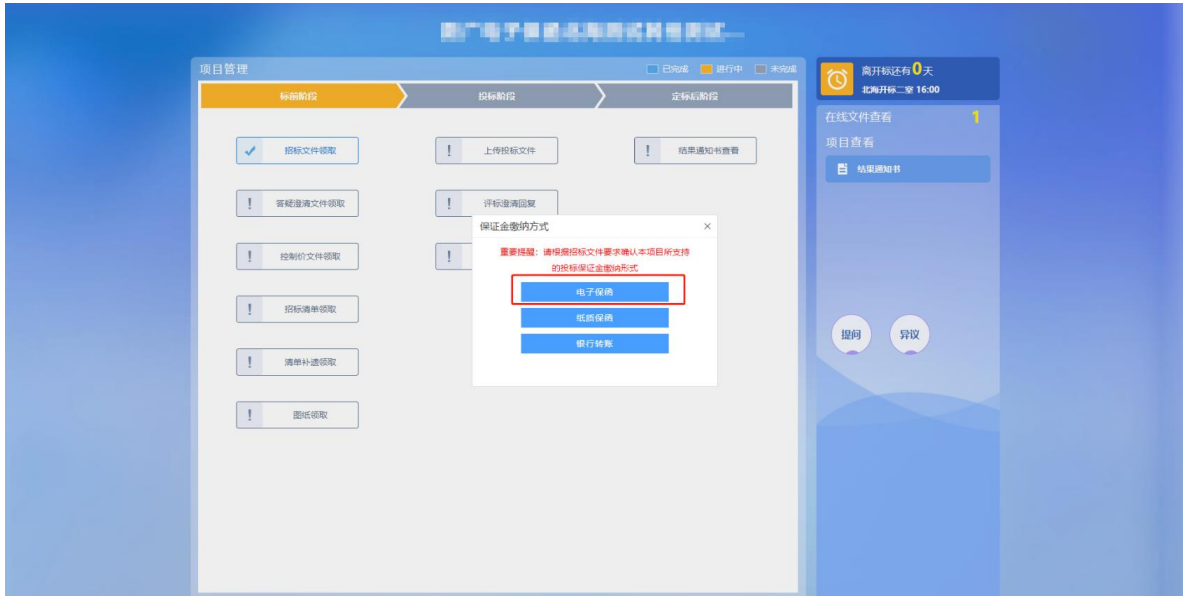 项目管理
已完成 进行中 未完成
标前阶段 投标阶段 定标后阶段
招标文件领取
答疑澄清文件领取
控制价文件领取
招标清单领取
清单补遗领取
图纸领取
上传投标文件
评标澄清回复
结果通知书查看
保证金缴纳方式 ×
重要提醒：请根据招标文件要求确认本项目所支持
的投标保证金缴纳形式
电子保函
纸质保函
银行转账
离开标还有0天
北海开标二室 16:00
在线文件查看 1
项目查看
结果通知书
提问 异议